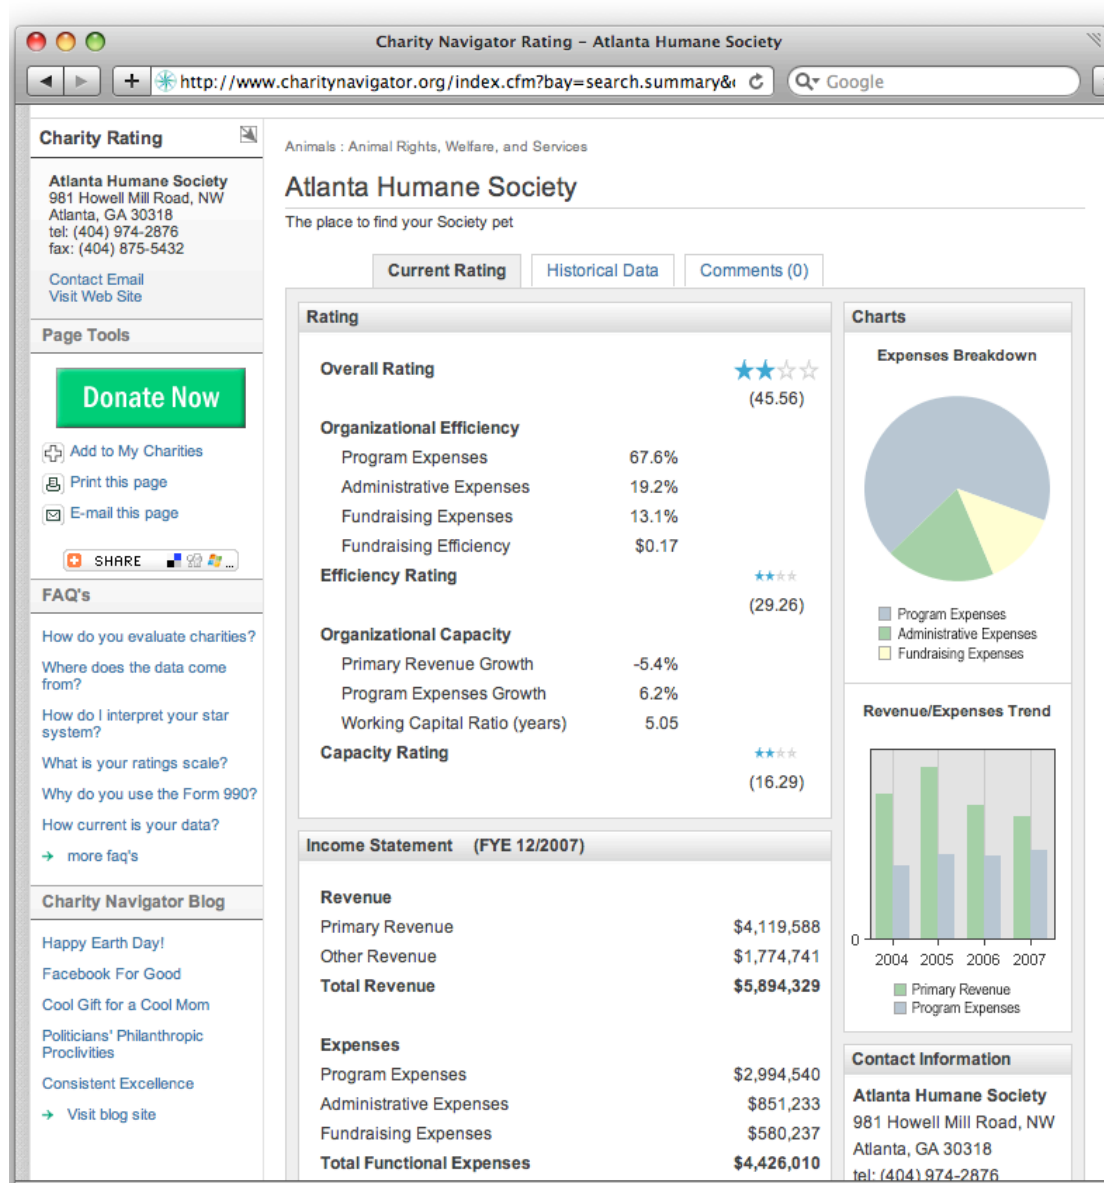 Charity Navigator Rating – Atlanta Humane Society
http://www.charitynavigator.org/index.cfm?bay=search.summary&
Google
Charity Rating
Atlanta Humane Society
981 Howell Mill Road, NW
Atlanta, GA 30318
tel: (404) 974-2876
fax: (404) 875-5432
Contact Email
Visit Web Site
Page Tools
Donate Now
Add to My Charities
Print this page
E-mail this page
SHARE
...
FAQ's
How do you evaluate charities?
Where does the data come
from?
How do I interpret your star
system?
What is your ratings scale?
Why do you use the Form 990?
How current is your data?
more faq's
Charity Navigator Blog
Happy Earth Day!
Facebook For Good
Cool Gift for a Cool Mom
Politicians' Philanthropic
Proclivities
Consistent Excellence
Visit blog site
Animals : Animal Rights, Welfare, and Services
Atlanta Humane Society
The place to find your Society pet
Current Rating
Historical Data
Comments (0)
Rating
Overall Rating
(45.56)
Organizational Efficiency
Program Expenses 67.6%
Administrative Expenses 19.2%
Fundraising Expenses 13.1%
Fundraising Efficiency $0.17
Efficiency Rating
(29.26)
Organizational Capacity
Primary Revenue Growth -5.4%
Program Expenses Growth 6.2%
Working Capital Ratio (years) 5.05
Capacity Rating
(16.29)
Income Statement (FYE 12/2007)
Revenue
Primary Revenue $4,119,588
Other Revenue $1,774,741
Total Revenue $5,894,329
Expenses
Program Expenses $2,994,540
Administrative Expenses $851,233
Fundraising Expenses $580,237
Total Functional Expenses $4,426,010
Charts
Expenses Breakdown
Program Expenses
Administrative Expenses
Fundraising Expenses
Revenue/Expenses Trend
0
2004 2005 2006 2007
Primary Revenue
Program Expenses
Contact Information
Atlanta Humane Society
981 Howell Mill Road, NW
Atlanta, GA 30318
tel: (404) 974-2876